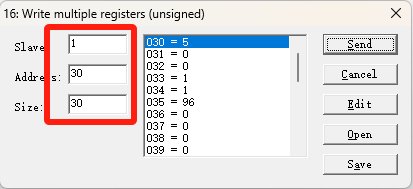 16: Write multiple registers (unsigned)
Slave
1
Address:
30
Size:
30
030 = 5
031 = 0
032 = 0
033 = 1
034 = 1
035 = 96
036 = 0
037 = 0
038 = 0
039 = 0
Send
Cancel
Edit
Open
Save